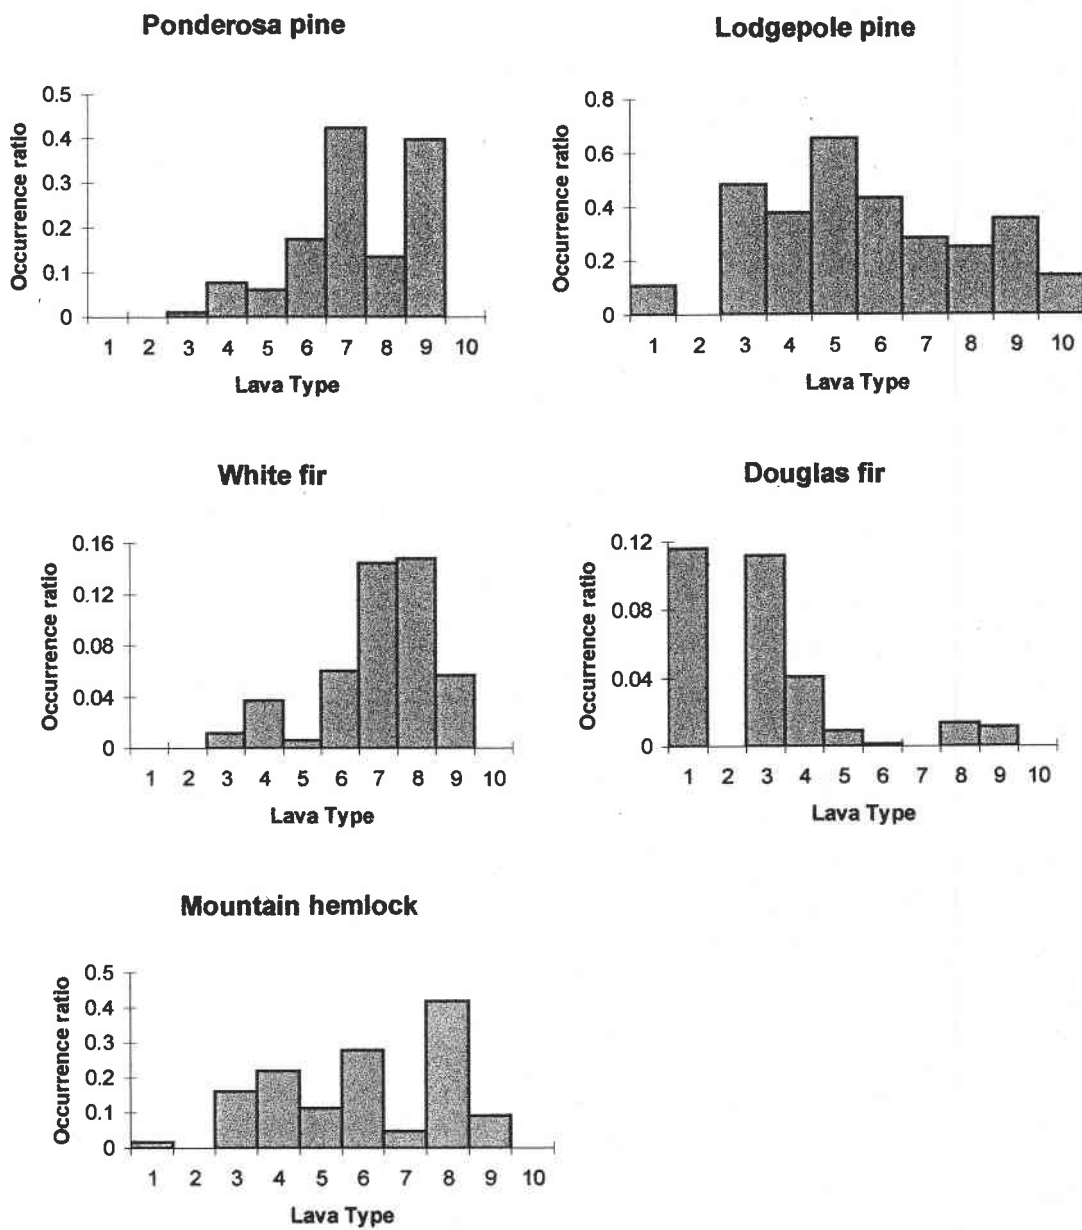 Ponderosa pine
Occurrence ratio
0.5
0.4
0.3
0.2
0.1
0
1 2 3 4 5 6 7 8 9 10
Lava Type
Lodgepole pine
Occurrence ratio
0.8
0.6
0.4
0.2
0
1 2 3 4 5 6 7 8 9 10
Lava Type
White fir
Occurrence ratio
0.16
0.12
0.08
0.04
0
1 2 3 4 5 6 7 8 9 10
Lava Type
Douglas fir
Occurrence ratio
0.12
0.08
0.04
0
1 2 3 4 5 6 7 8 9 10
Lava Type
Mountain hemlock
Occurrence ratio
0.5
0.4
0.3
0.2
0.1
0
1 2 3 4 5 6 7 8 9 10
Lava Type